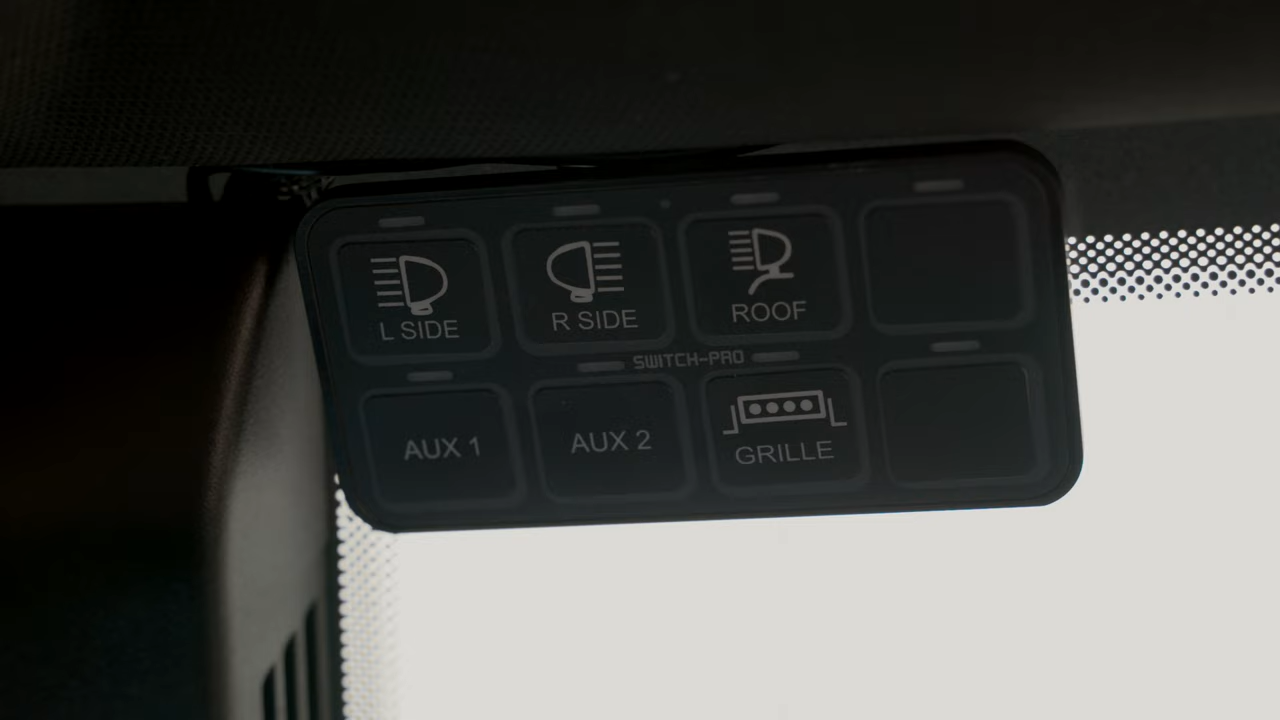 L SIDE
R SIDE
ROOF
SWITCH-PRO
AUX 1
AUX 2
GRILLE